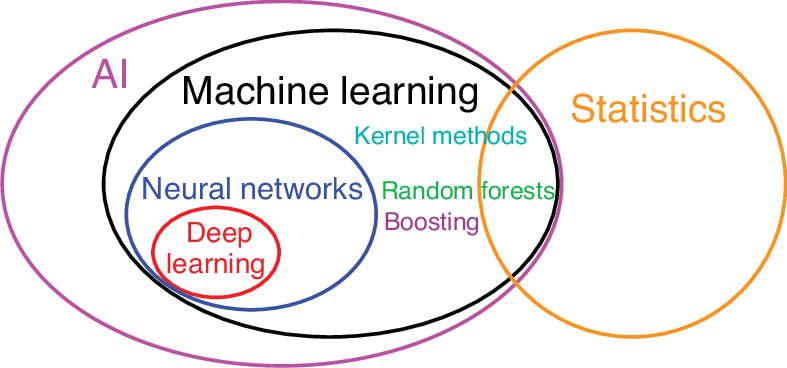 AI
Machine learning
Statistics
Kernel methods
Neural networks
Random forests
Boosting
Deep
learning